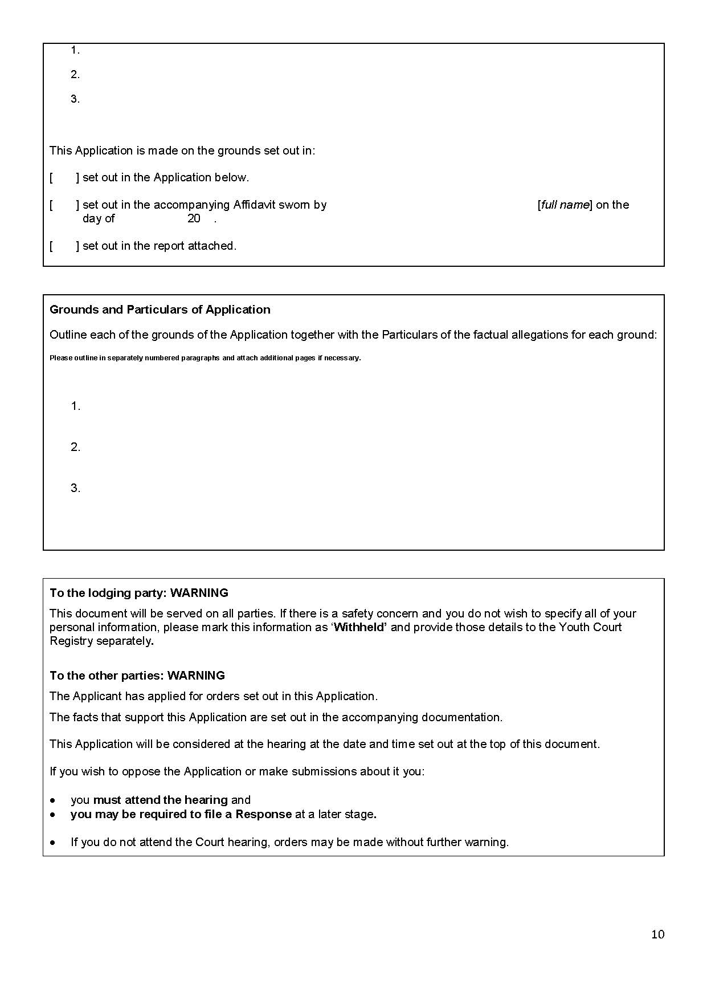 1.
2.
3.
This Application is made on the grounds set out in:
[ ] set out in the Application below.
[ ] set out in the accompanying Affidavit sworn by [full name] on the
day of 20 .
[ ] set out in the report attached.
Grounds and Particulars of Application
Outline each of the grounds of the Application together with the Particulars of the factual allegations for each ground:
Please outline in separately numbered paragraphs and attach additional pages if necessary.
1.
2.
3.
To the lodging party: WARNING
This document will be served on all parties. If there is a safety concern and you do not wish to specify all of your
personal information, please mark this information as ‘Withheld’ and provide those details to the Youth Court
Registry separately.
To the other parties: WARNING
The Applicant has applied for orders set out in this Application.
The facts that support this Application are set out in the accompanying documentation.
This Application will be considered at the hearing at the date and time set out at the top of this document.
If you wish to oppose the Application or make submissions about it you:
• you must attend the hearing and
• you may be required to file a Response at a later stage.
• If you do not attend the Court hearing, orders may be made without further warning.
10